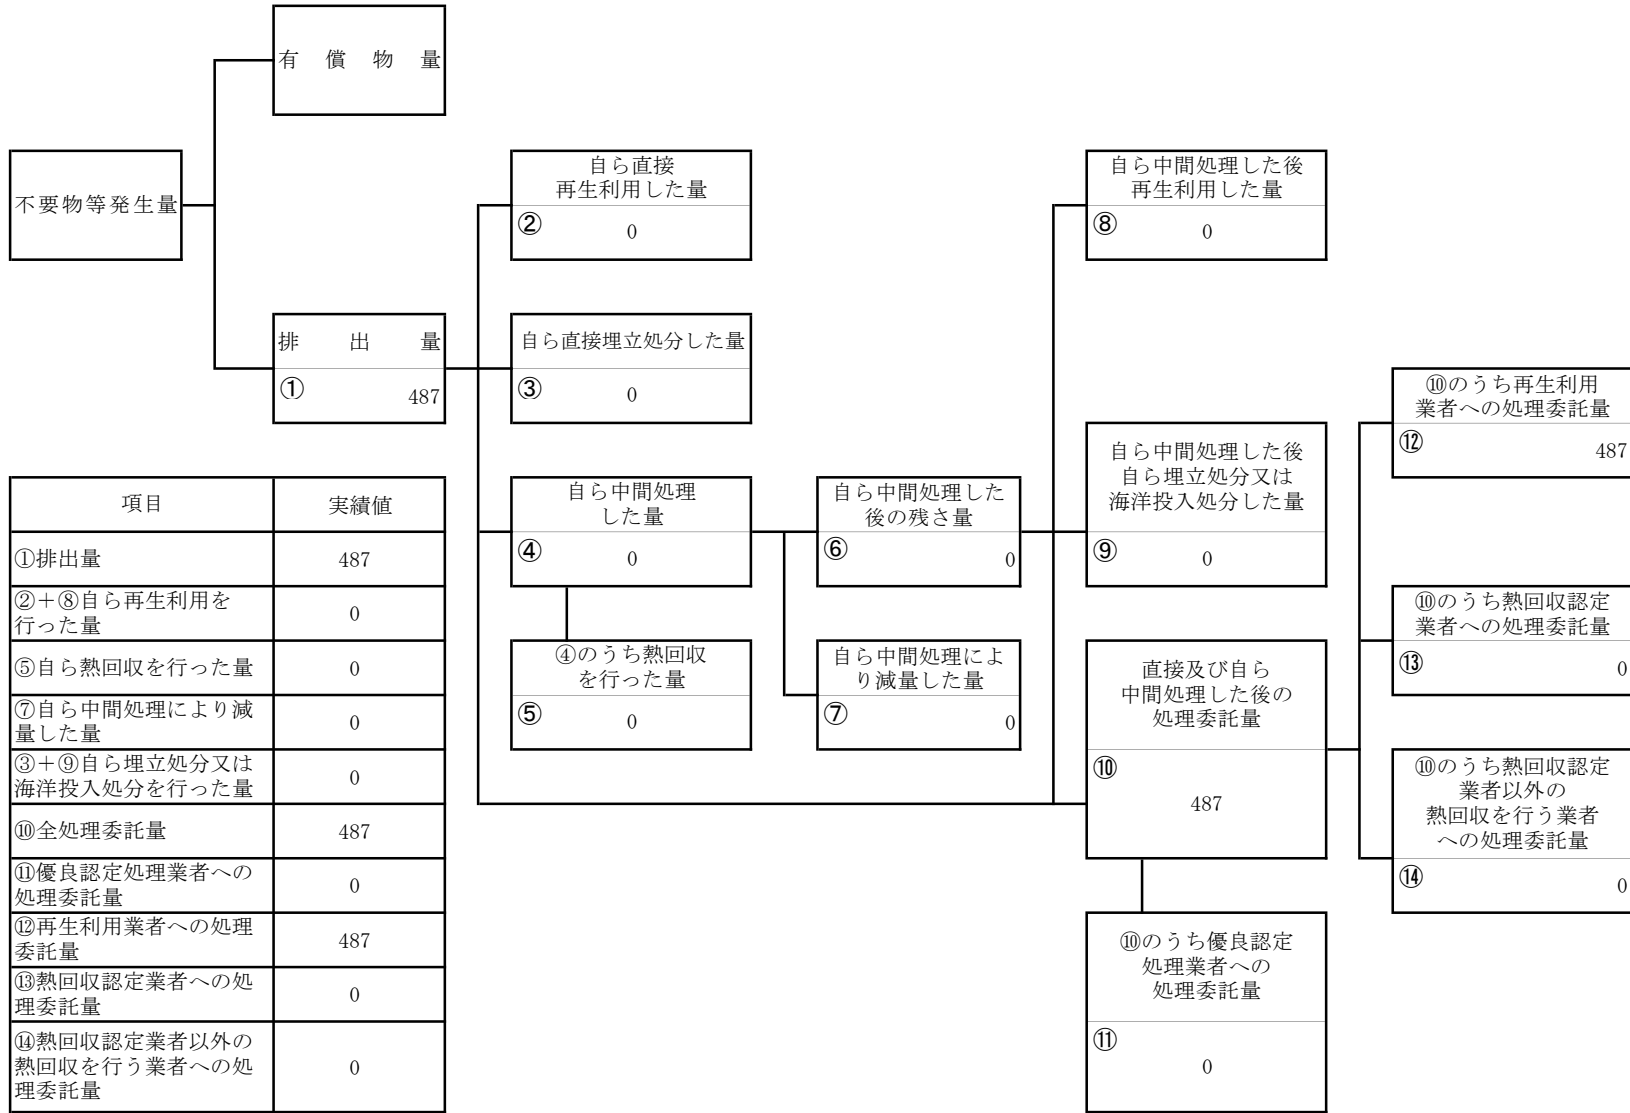 有償物量
不要物等発生量
自ら直接
再生利用した量
②
0
自ら中間処理した後
再生利用した量
⑧
0
排出量
①
487
自ら直接埋立処分した量
③
0
⑩のうち再生利用
業者への処理委託量
⑫
487
自ら中間処理
した量
④
0
自ら中間処理した
後の残さ量
⑥
0
自ら中間処理した後
自ら埋立処分又は
海洋投入処分した量
⑨
0
④のうち熱回収
を行った量
⑤
0
自ら中間処理によ
り減量した量
⑦
0
直接及び自ら
中間処理した後の
処理委託量
⑩
487
⑩のうち熱回収認定
業者への処理委託量
⑬
0
⑩のうち熱回収認定
業者以外の
熱回収を行う業者
への処理委託量
⑭
0
⑩のうち優良認定
処理業者への
処理委託量
⑪
0
項目 実績値
①排出量 487
②＋⑧自ら再生利用を
行った量 0
⑤自ら熱回収を行った量 0
⑦自ら中間処理により減
量した量 0
③＋⑨自ら埋立処分又は
海洋投入処分を行った量 0
⑩全処理委託量 487
⑪優良認定処理業者への
処理委託量 0
⑫再生利用業者への処理
委託量 487
⑬熱回収認定業者への処
理委託量 0
⑭熱回収認定業者以外の
熱回収を行う業者への処
理委託量 0